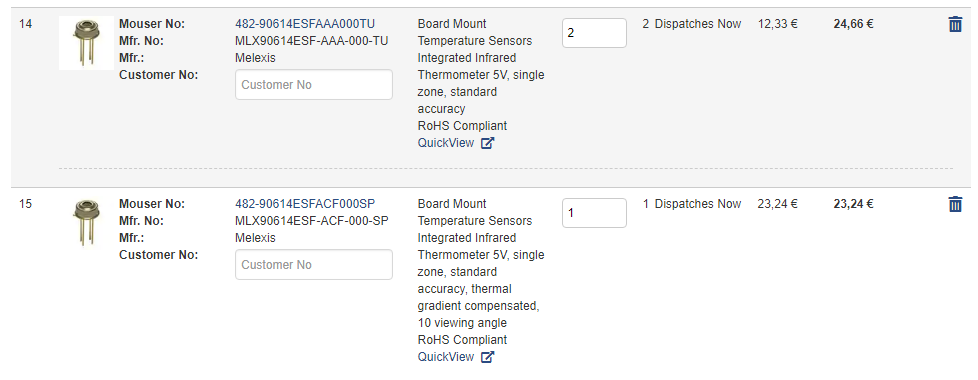 14
Mouser No: 482-90614ESFAAA000TU
Mfr. No: MLX90614ESF-AAA-000-TU
Mfr.: Melexis
Customer No: Customer No
Board Mount
Temperature Sensors
Integrated Infrared
Thermometer 5V, single
zone, standard
accuracy
RoHS Compliant
QuickView
2
2 Dispatches Now
12,33 €
24,66 €
15
Mouser No: 482-90614ESFACF000SP
Mfr. No: MLX90614ESF-ACF-000-SP
Mfr.: Melexis
Customer No: Customer No
Board Mount
Temperature Sensors
Integrated Infrared
Thermometer 5V, single
zone, standard
accuracy, thermal
gradient compensated,
10 viewing angle
RoHS Compliant
QuickView
1
1 Dispatches Now
23,24 €
23,24 €